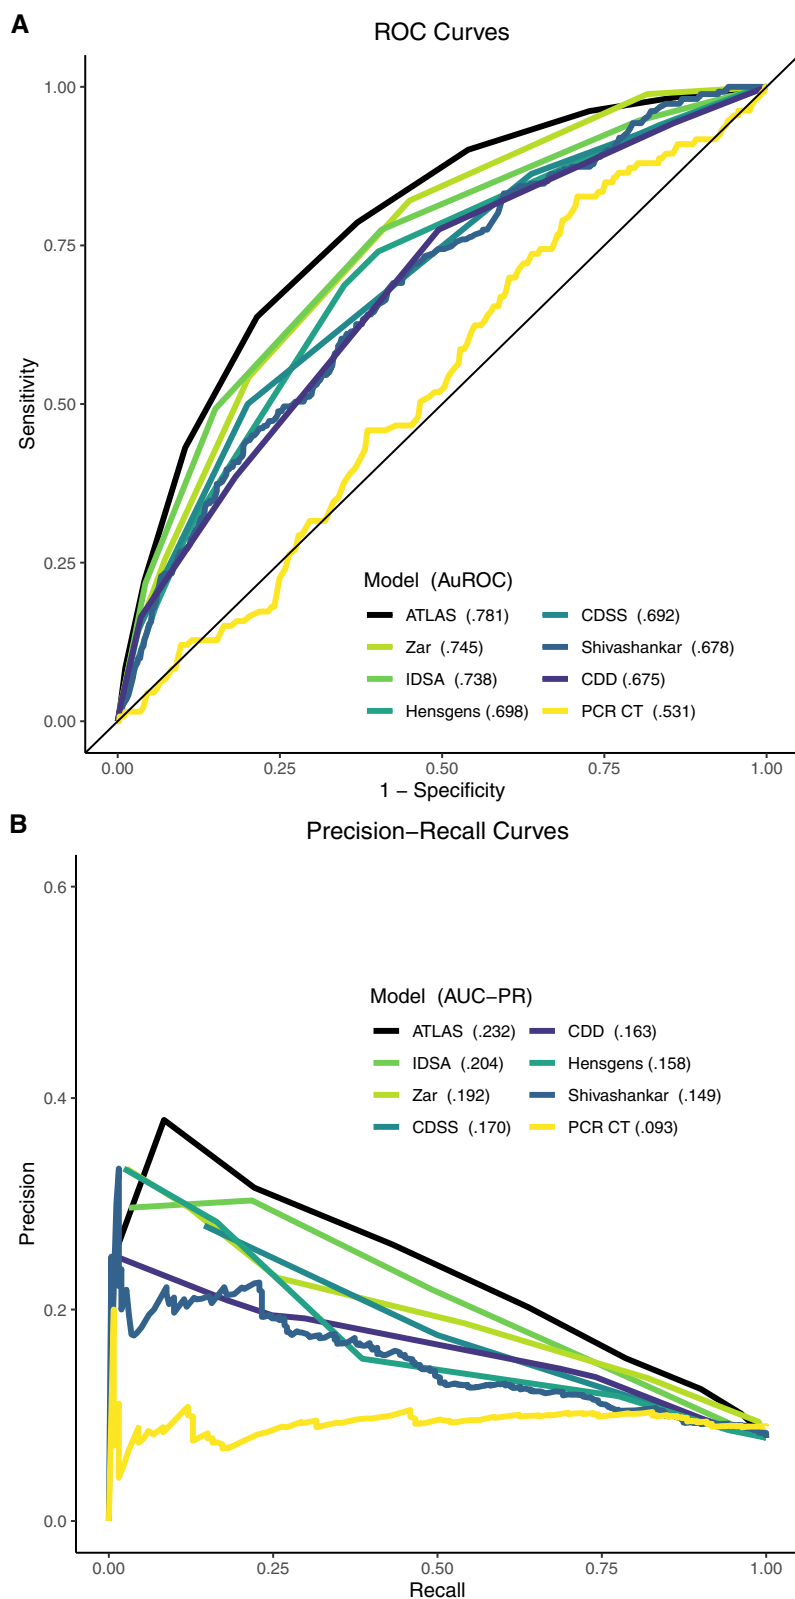 A
ROC Curves
1.00
0.75
0.50
0.25
0.00
Sensitivity
Model (AuROC)
ATLAS (.781)
Zar (.745)
IDSA (.738)
Hensgens (.698)
CDSS (.692)
Shivashankar (.678)
CDD (.675)
PCR CT (.531)
0.00 0.25 0.50 0.75 1.00
1 − Specificity
B
Precision−Recall Curves
0.6
0.4
0.2
0.0
Precision
Model (AUC−PR)
ATLAS (.232)
IDSA (.204)
Zar (.192)
CDSS (.170)
CDD (.163)
Hensgens (.158)
Shivashankar (.149)
PCR CT (.093)
0.00 0.25 0.50 0.75 1.00
Recall